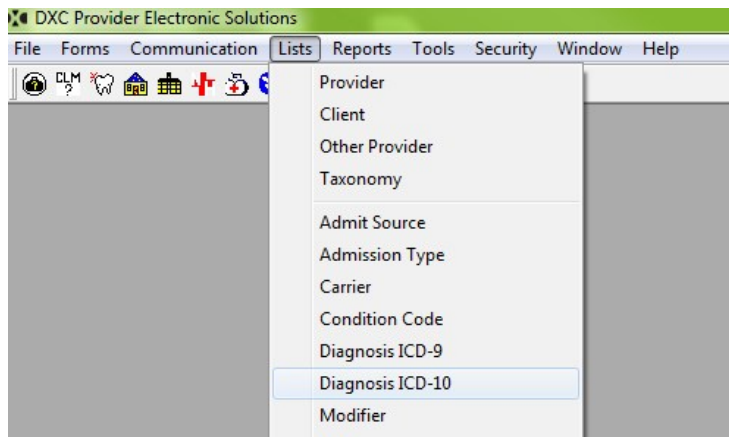 DXC Provider Electronic Solutions
File Forms Communication Lists Reports Tools Security Window Help
CLM
?
Provider
Client
Other Provider
Taxonomy
Admit Source
Admission Type
Carrier
Condition Code
Diagnosis ICD-9
Diagnosis ICD-10
Modifier